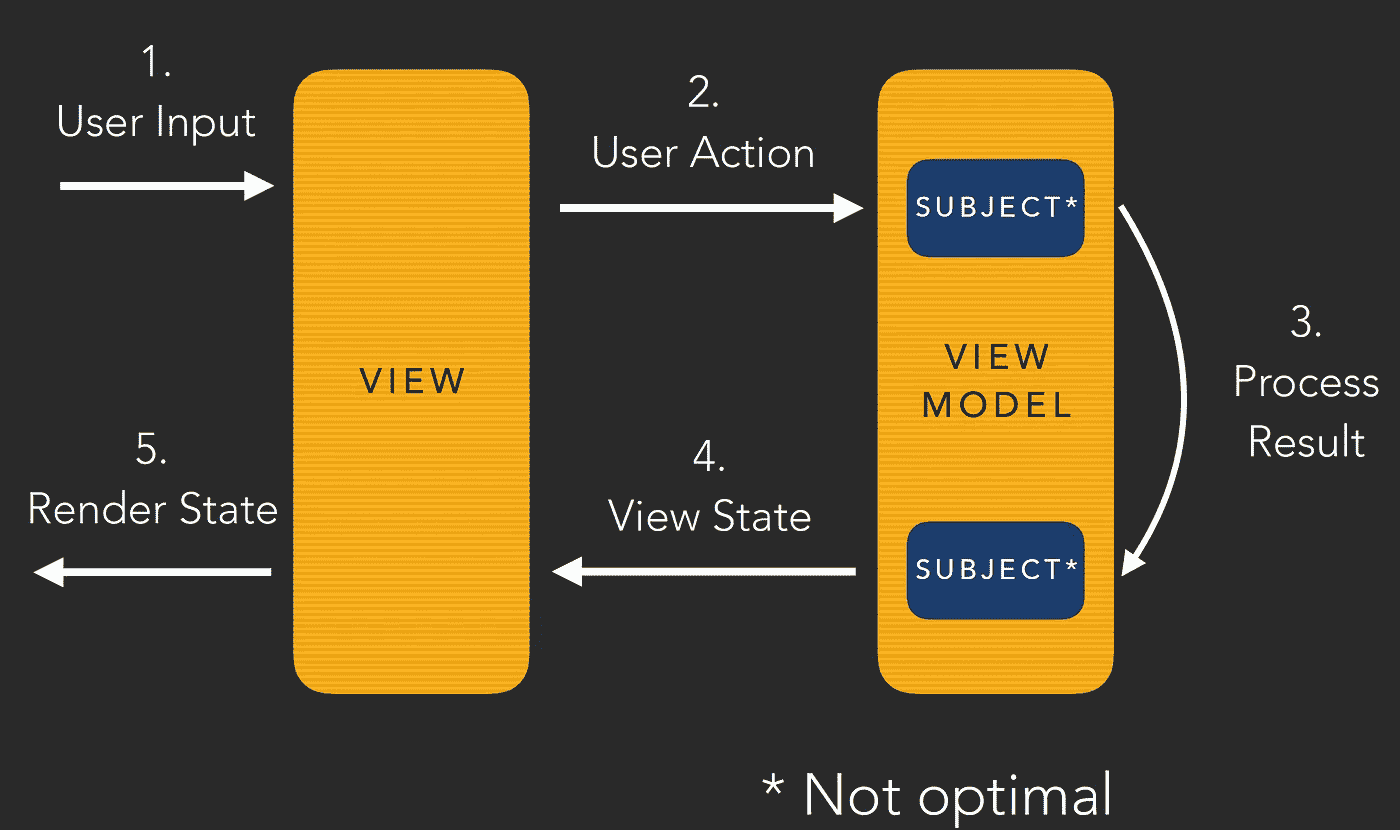 1.
User Input
2.
User Action
SUBJECT*
VIEW
VIEW
MODEL
3.
Process
Result
5.
Render State
4.
View State
SUBJECT*
* Not optimal